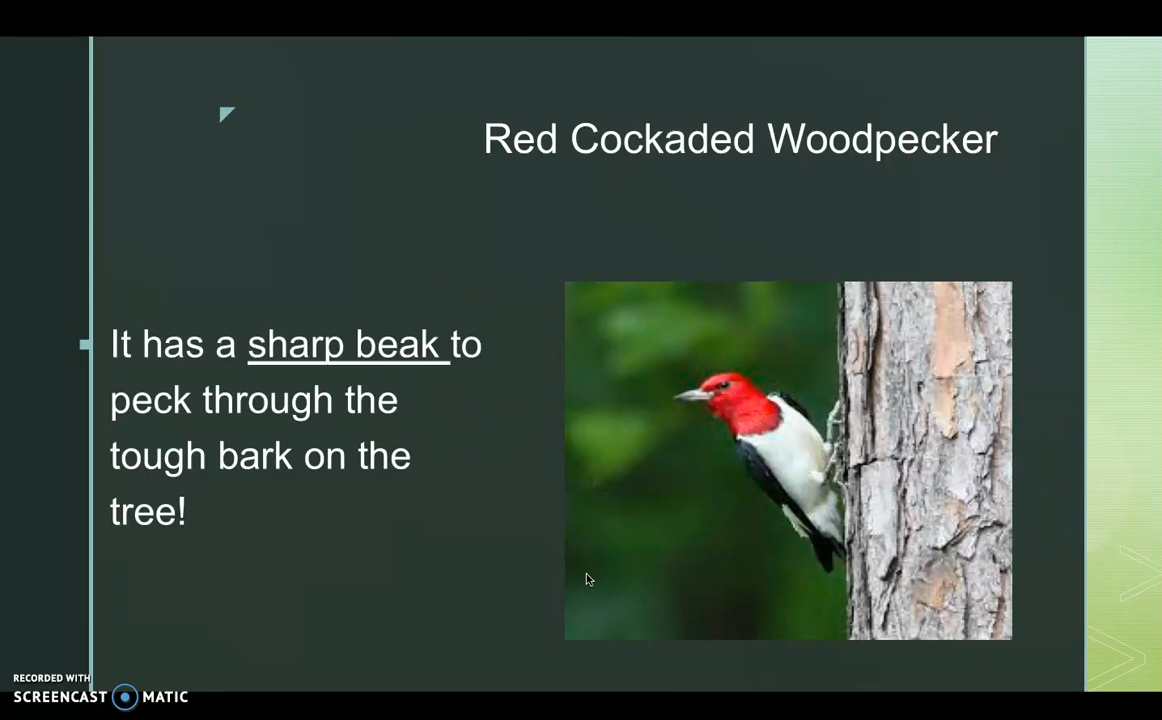 Red Cockaded Woodpecker
It has a sharp beak to
peck through the
tough bark on the
tree!
RECORDED WITH
SCREENCAST MATIC